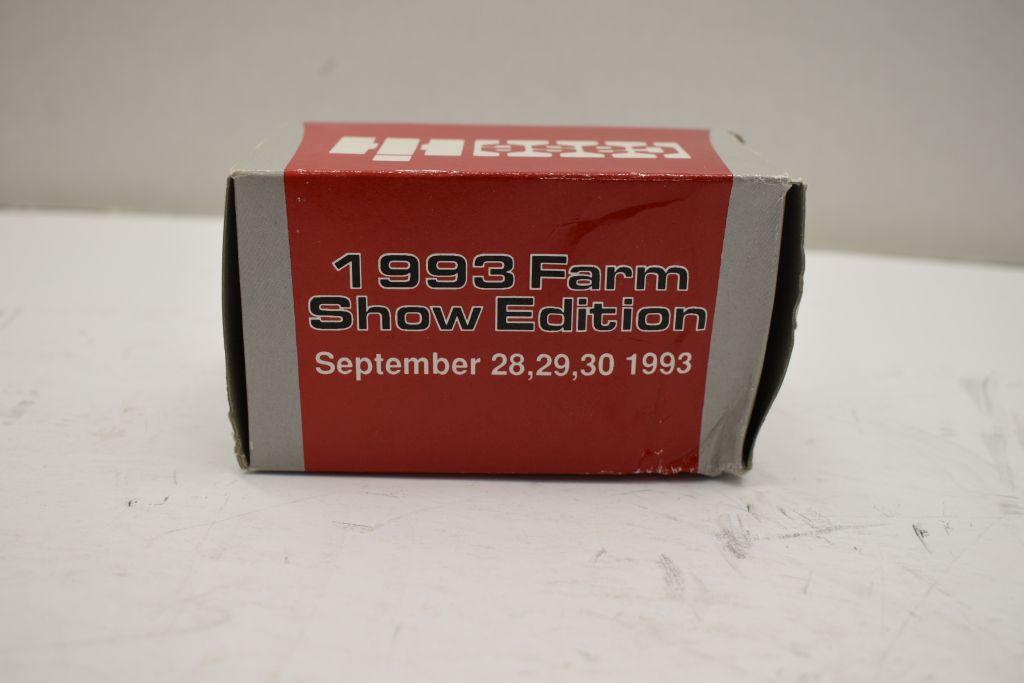 1993 Farm
Show Edition
September 28,29,30 1993